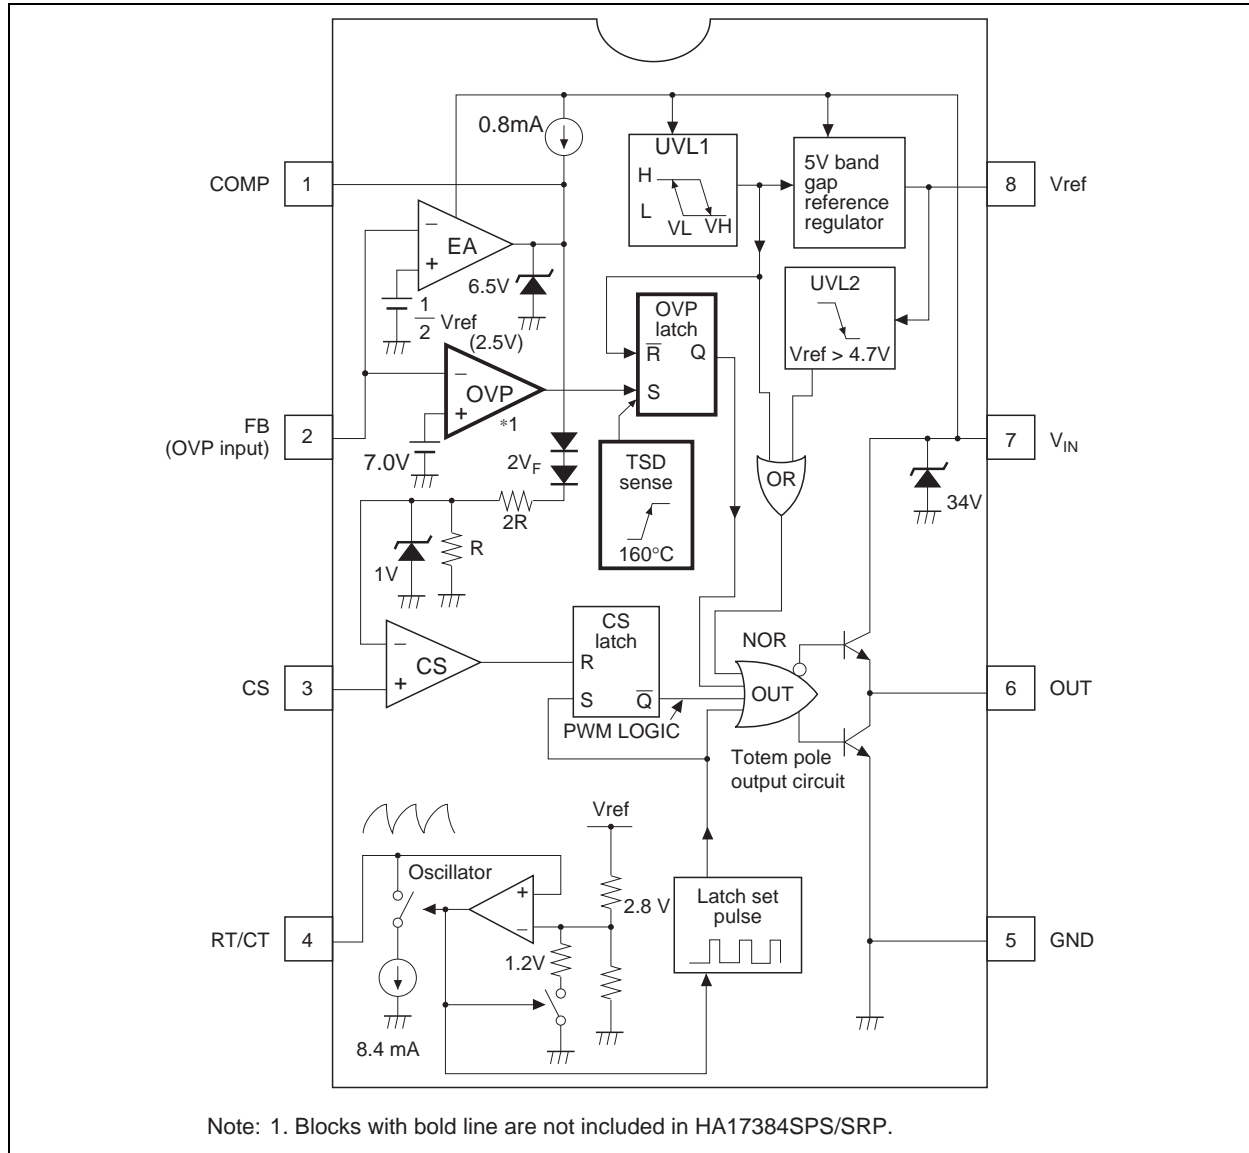 0.8mA
UVL1
H
L
VL VH
5V band
gap
reference
regulator
COMP 1
8 Vref
−
EA
+
6.5V
1/2 Vref
(2.5V)
OVP
latch
R̅ Q
S
UVL2
Vref > 4.7V
−
OVP
+
*1
FB
(OVP input)
2
7.0V
2VF
2R
R
1V
TSD
sense
160°C
OR
7 VIN
34V
CS
latch
R
S Q̅
PWM LOGIC
−
CS
+
CS 3
NOR
OUT
6 OUT
Totem pole
output circuit
Vref
Oscillator
+
−
2.8 V
1.2V
Latch set
pulse
RT/CT 4
5 GND
8.4 mA
Note: 1. Blocks with bold line are not included in HA17384SPS/SRP.